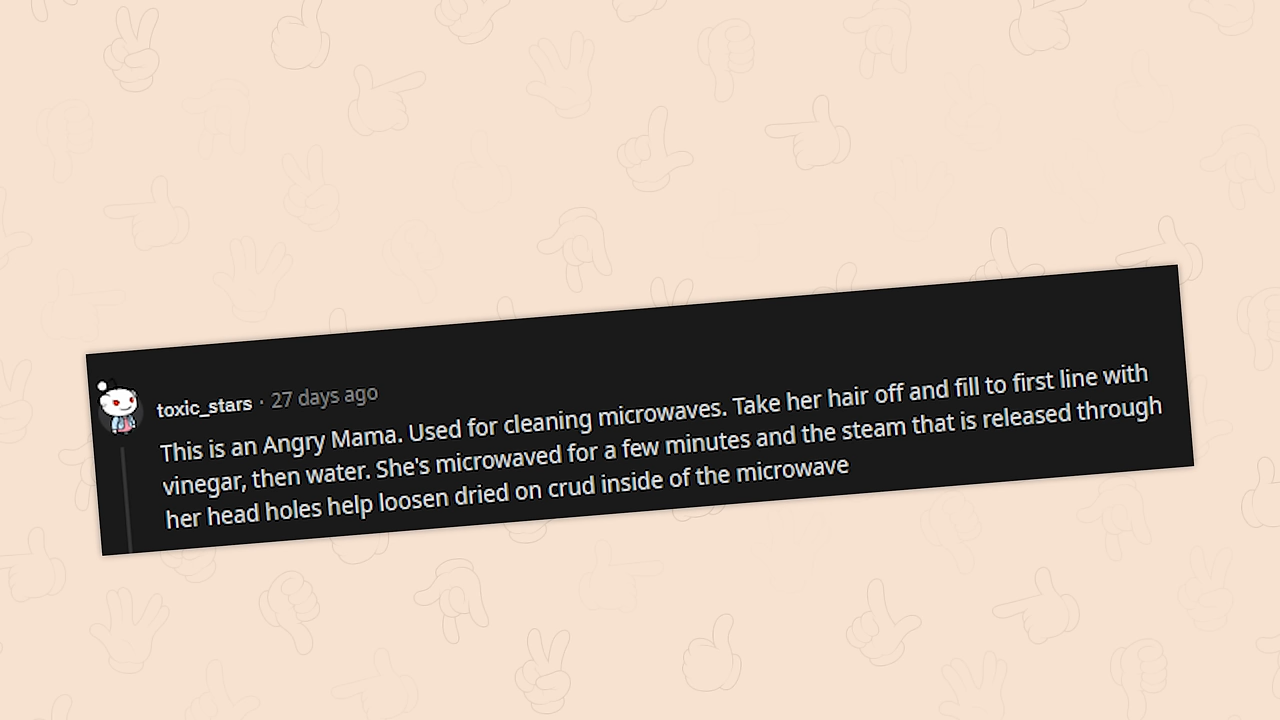 toxic_stars · 27 days ago
This is an Angry Mama. Used for cleaning microwaves. Take her hair off and fill to first line with
vinegar, then water. She's microwaved for a few minutes and the steam that is released through
her head holes help loosen dried on crud inside of the microwave